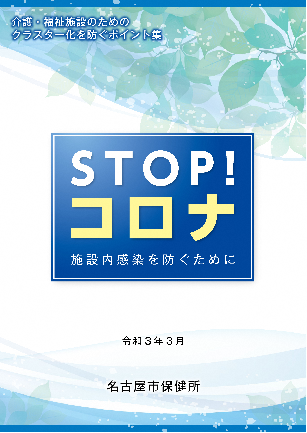 介護・福祉施設のための
クラスター化を防ぐポイント集
STOP!
コロナ
施設内感染を防ぐために
令和3年3月
名古屋市保健所